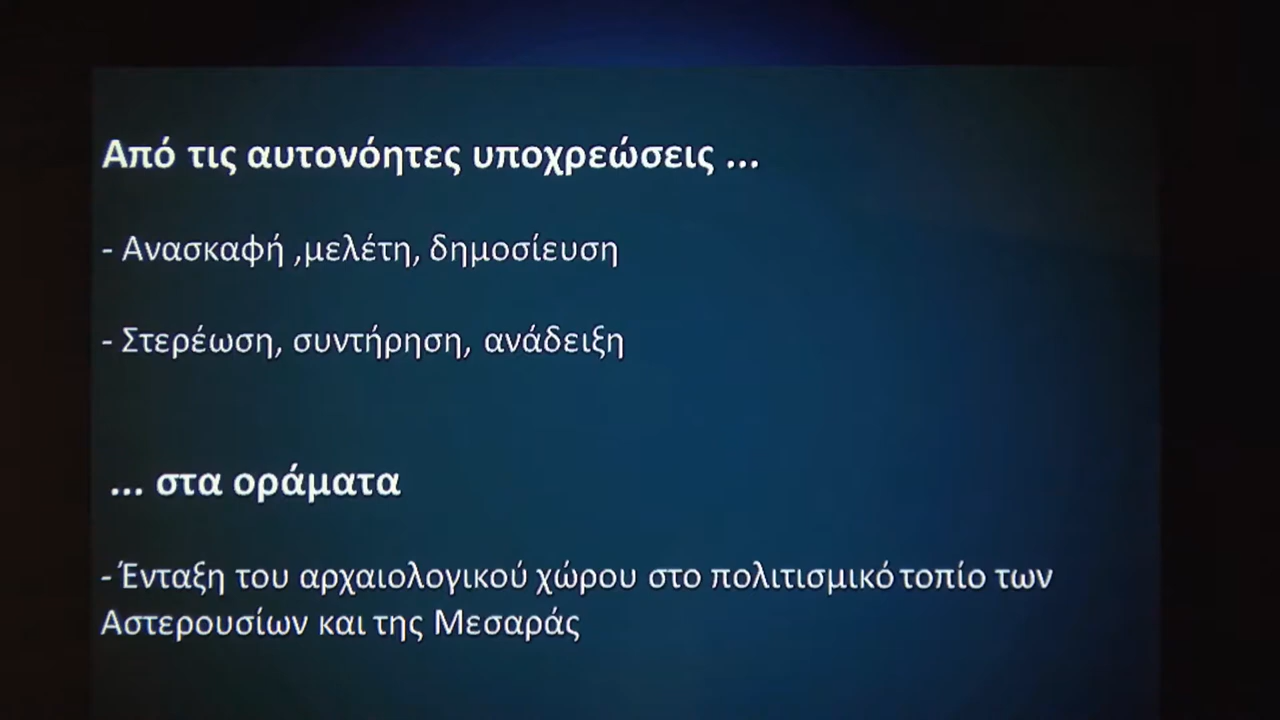 Από τις αυτονόητες υποχρεώσεις ...
- Ανασκαφή ,μελέτη, δημοσίευση
- Στερέωση, συντήρηση, ανάδειξη
... στα οράματα
- Ένταξη του αρχαιολογικού χώρου στο πολιτισμικό τοπίο των
Αστερουσίων και της Μεσαράς